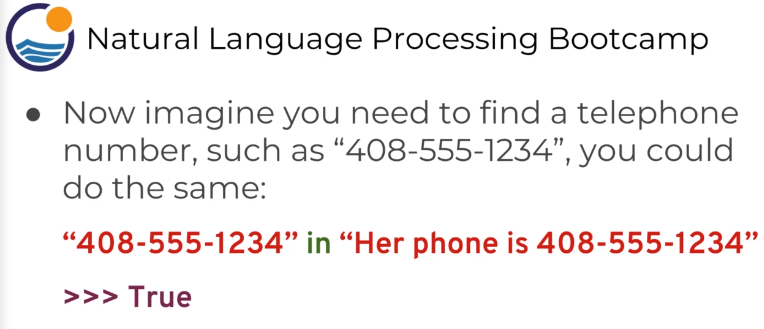 Natural Language Processing Bootcamp
● Now imagine you need to find a telephone
number, such as “408-555-1234”, you could
do the same:
“408-555-1234” in “Her phone is 408-555-1234”
>>> True